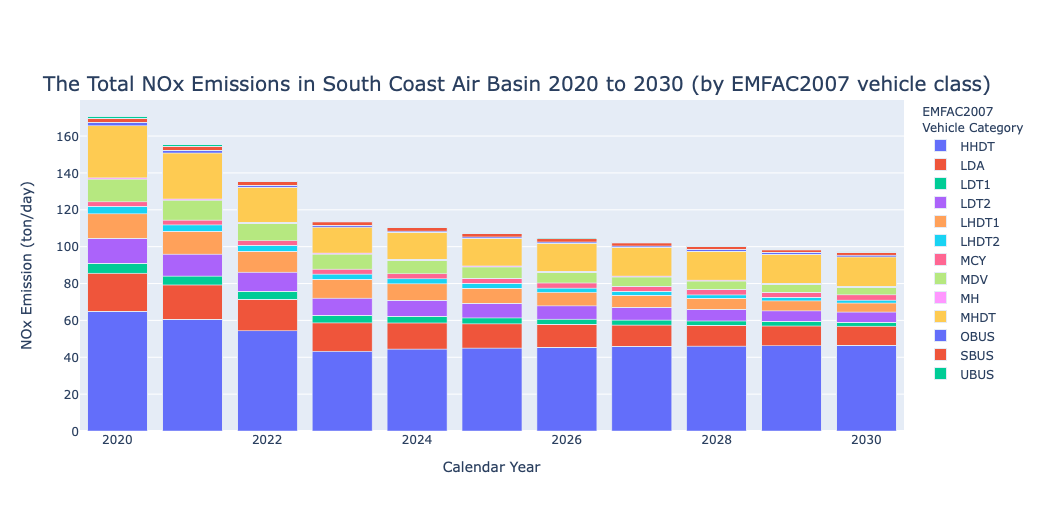 The Total NOx Emissions in South Coast Air Basin 2020 to 2030 (by EMFAC2007 vehicle class)
EMFAC2007
Vehicle Category
HHDT
LDA
LDT1
LDT2
LHDT1
LHDT2
MCY
MDV
MH
MHDT
OBUS
SBUS
UBUS
NOx Emission (ton/day)
160
140
120
100
80
60
40
20
0
2020 2022 2024 2026 2028 2030
Calendar Year